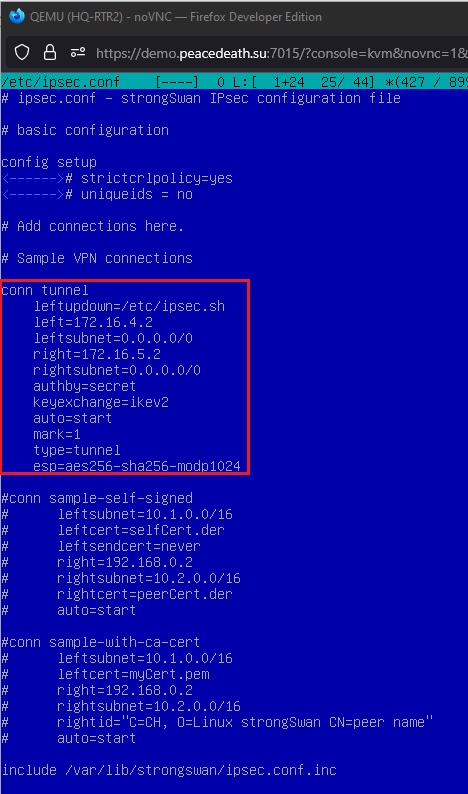 QEMU (HQ-RTR2) — noVNC — Firefox Developer Edition
https://demo.peacedeath.su:7015/?console=kvm&novnc=1&
/etc/ipsec.conf [----] 0 L:[ 1+24 25/ 44] *(427 / 899
# ipsec.conf - strongSwan IPsec configuration file
# basic configuration
config setup
<------># strictcrlpolicy=yes
<------># uniqueids = no
# Add connections here.
# Sample VPN connections
conn tunnel
leftupdown=/etc/ipsec.sh
left=172.16.4.2
leftsubnet=0.0.0.0/0
right=172.16.5.2
rightsubnet=0.0.0.0/0
authby=secret
keyexchange=ikev2
auto=start
mark=1
type=tunnel
esp=aes256-sha256-modp1024
#conn sample-self-signed
# leftsubnet=10.1.0.0/16
# leftcert=selfCert.der
# leftsendcert=never
# right=192.168.0.2
# rightsubnet=10.2.0.0/16
# rightcert=peerCert.der
# auto=start
#conn sample-with-ca-cert
# leftsubnet=10.1.0.0/16
# leftcert=myCert.pem
# right=192.168.0.2
# rightsubnet=10.2.0.0/16
# rightid="C=CH, O=Linux strongSwan CN=peer name"
# auto=start
include /var/lib/strongswan/ipsec.conf.inc